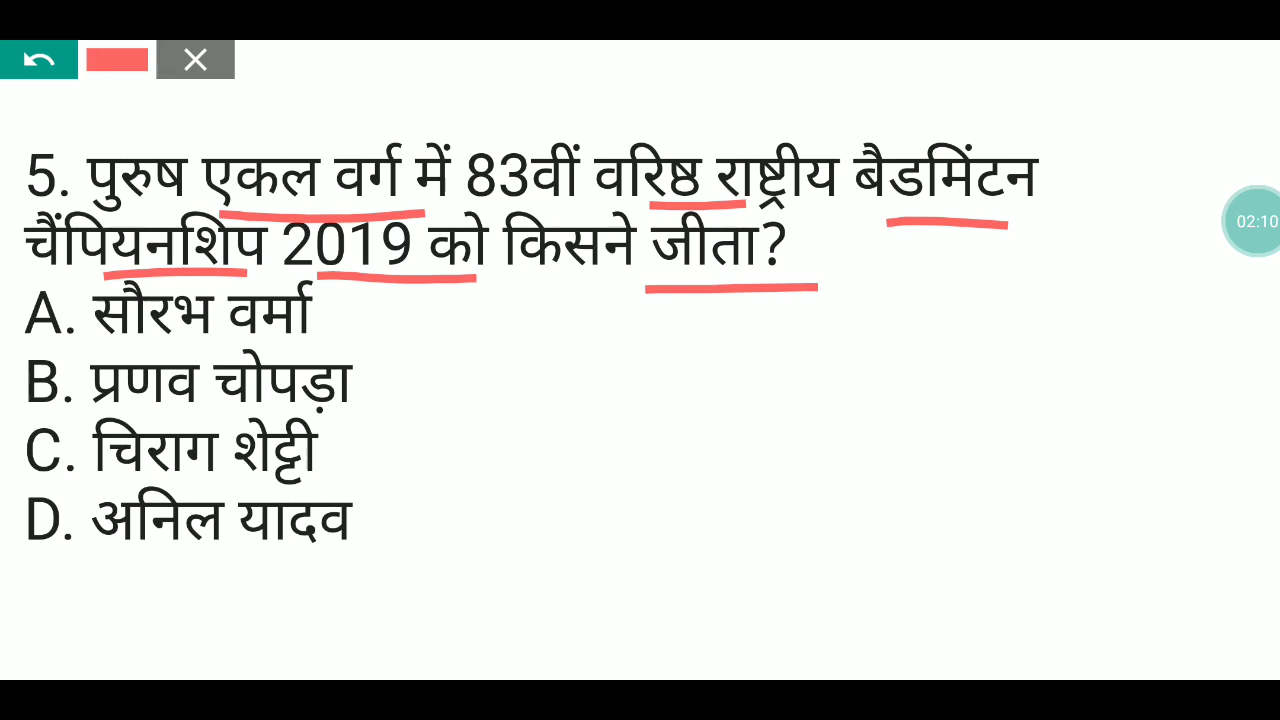 5. पुरुष एकल वर्ग में 83वीं वरिष्ठ राष्ट्रीय बैडमिंटन
चैंपियनशिप 2019 को किसने जीता?
A. सौरभ वर्मा
B. प्रणव चोपड़ा
C. चिराग शेट्टी
D. अनिल यादव
02:10